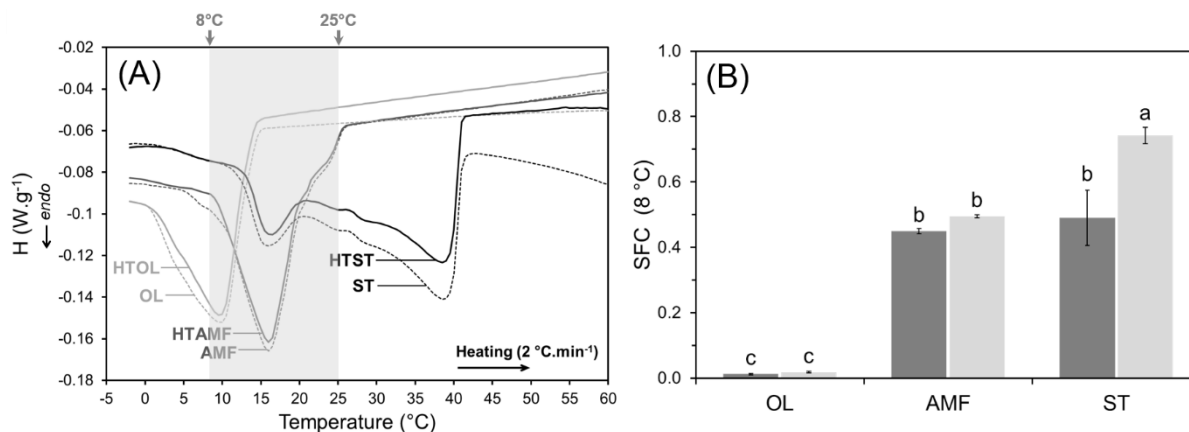 8°C 25°C
-0.02
-0.04
-0.06
-0.08
-0.1
-0.12
-0.14
-0.16
-0.18
H (W.g-1)
endo
(A)
HTOL
OL
HTAMF
AMF
HTST
ST
Heating (2 °C.min-1)
-5 0 5 10 15 20 25 30 35 40 45 50 55 60
Temperature (°C)
(B)
1.0
0.8
0.6
0.4
0.2
0.0
SFC (8 °C)
c c b b b a
OL AMF ST